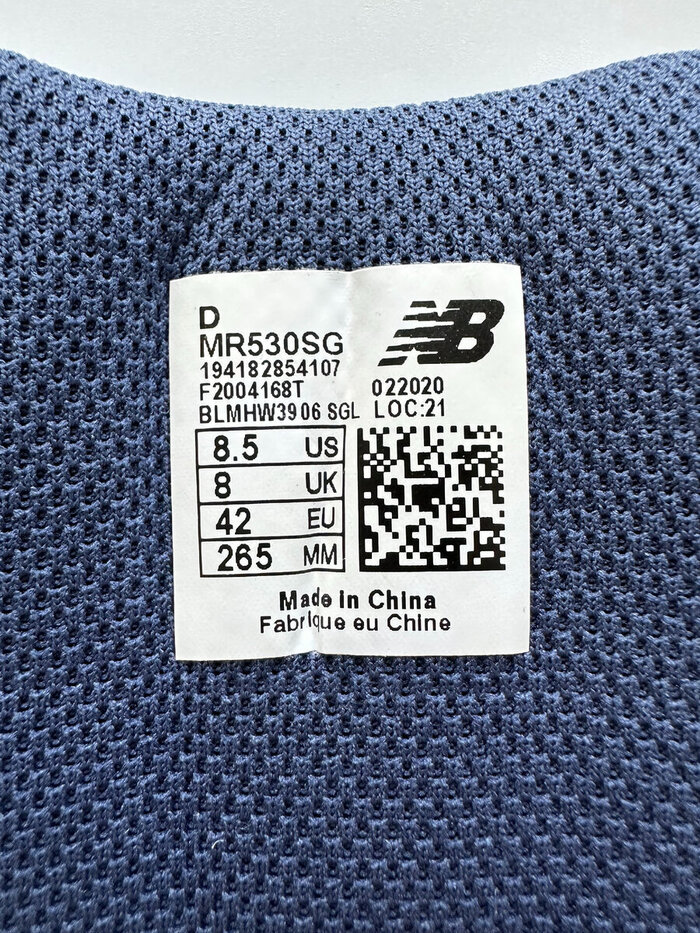 D
MR530SG
NB
194182854107
F2004168T 022020
BLMHW3906 SGL LOC:21
8.5 US
8 UK
42 EU
265 MM
Made in China
Fabrique eu Chine